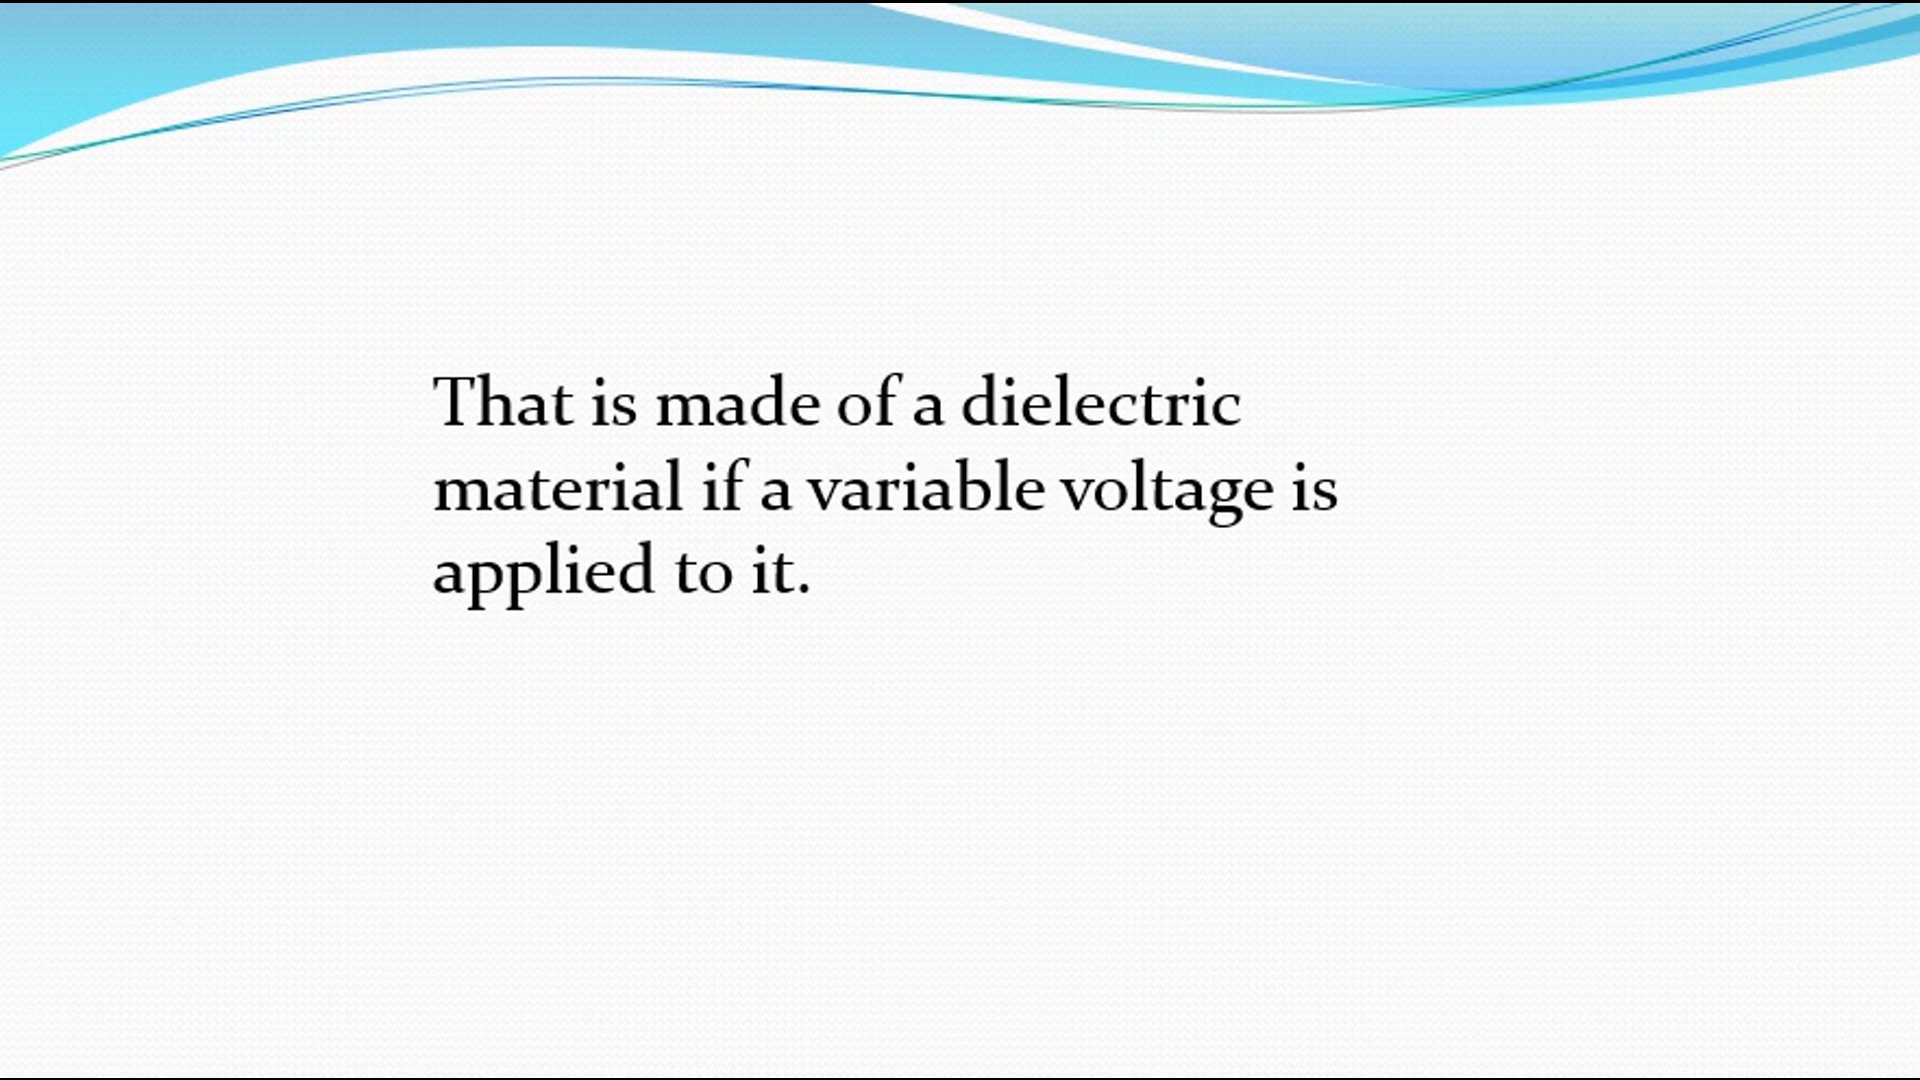 That is made of a dielectric
material if a variable voltage is
applied to it.